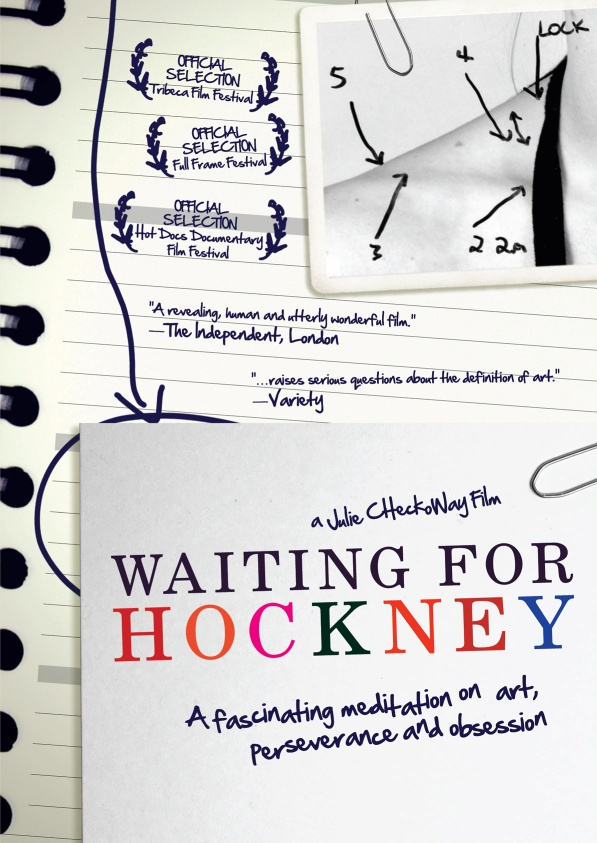 OFFICIAL
SELECTION
Tribeca Film Festival
OFFICIAL
SELECTION
Full Frame Festival
OFFICIAL
SELECTION
Hot Docs Documentary
Film Festival
LOCK
4
5
3
2 2m
"A revealing, human and utterly wonderful film."
—The Independent, London
"...raises serious questions about the definition of art."
—Variety
a Julie CHeckoWay Film
WAITING FOR
HOCKNEY
A fascinating meditation on art,
perseverance and obsession